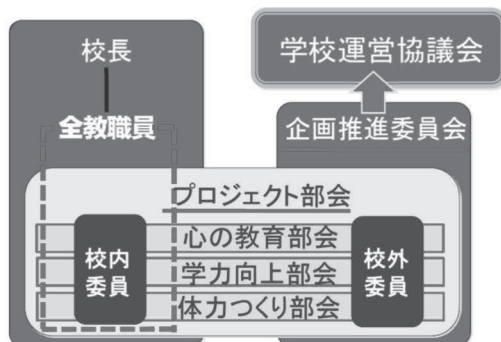 校長
全教職員
学校運営協議会
企画推進委員会
プロジェクト部会
心の教育部会
学力向上部会
体力つくり部会
校内
委員
校外
委員